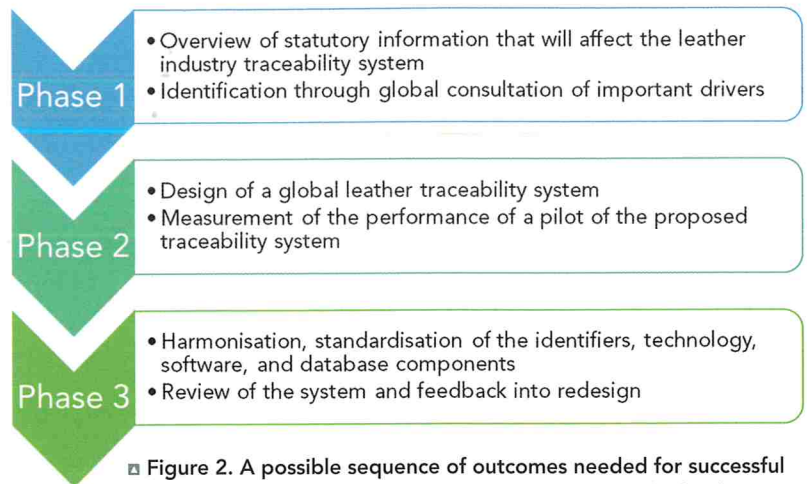 Phase 1
• Overview of statutory information that will affect the leather
industry traceability system
• Identification through global consultation of important drivers
Phase 2
• Design of a global leather traceability system
• Measurement of the performance of a pilot of the proposed
traceability system
Phase 3
• Harmonisation, standardisation of the identifiers, technology,
software, and database components
• Review of the system and feedback into redesign
Figure 2. A possible sequence of outcomes needed for successful